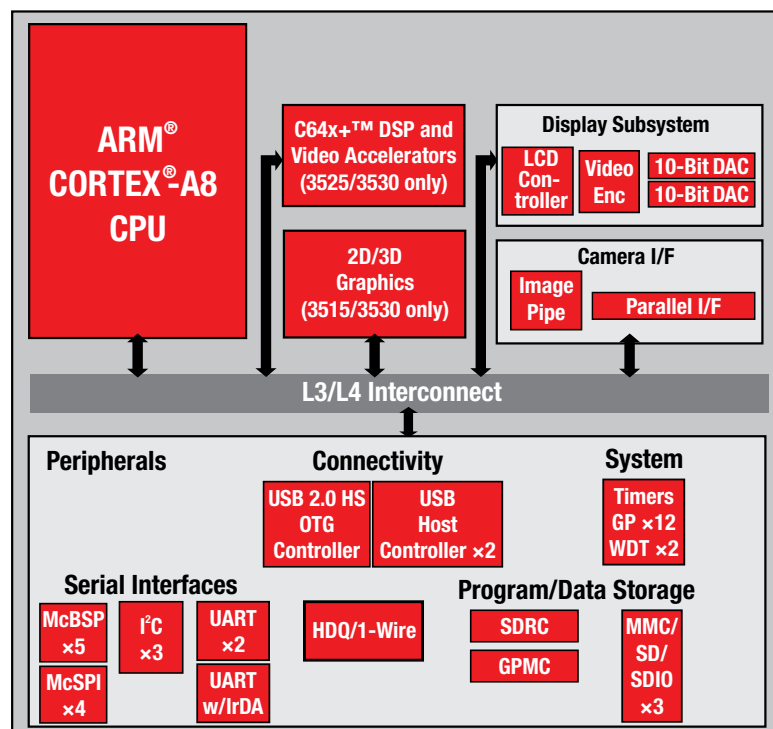 ARM®
CORTEX®-A8
CPU
C64x+™ DSP and
Video Accelerators
(3525/3530 only)
2D/3D
Graphics
(3515/3530 only)
Display Subsystem
LCD
Con-
troller
Video
Enc
10-Bit DAC
10-Bit DAC
Camera I/F
Image
Pipe
Parallel I/F
L3/L4 Interconnect
Peripherals
Connectivity
System
USB 2.0 HS
OTG
Controller
USB
Host
Controller ×2
Timers
GP ×12
WDT ×2
Serial Interfaces
McBSP
×5
I²C
×3
UART
×2
McSPI
×4
UART
w/IrDA
HDQ/1-Wire
Program/Data Storage
SDRC
GPMC
MMC/
SD/
SDIO
×3